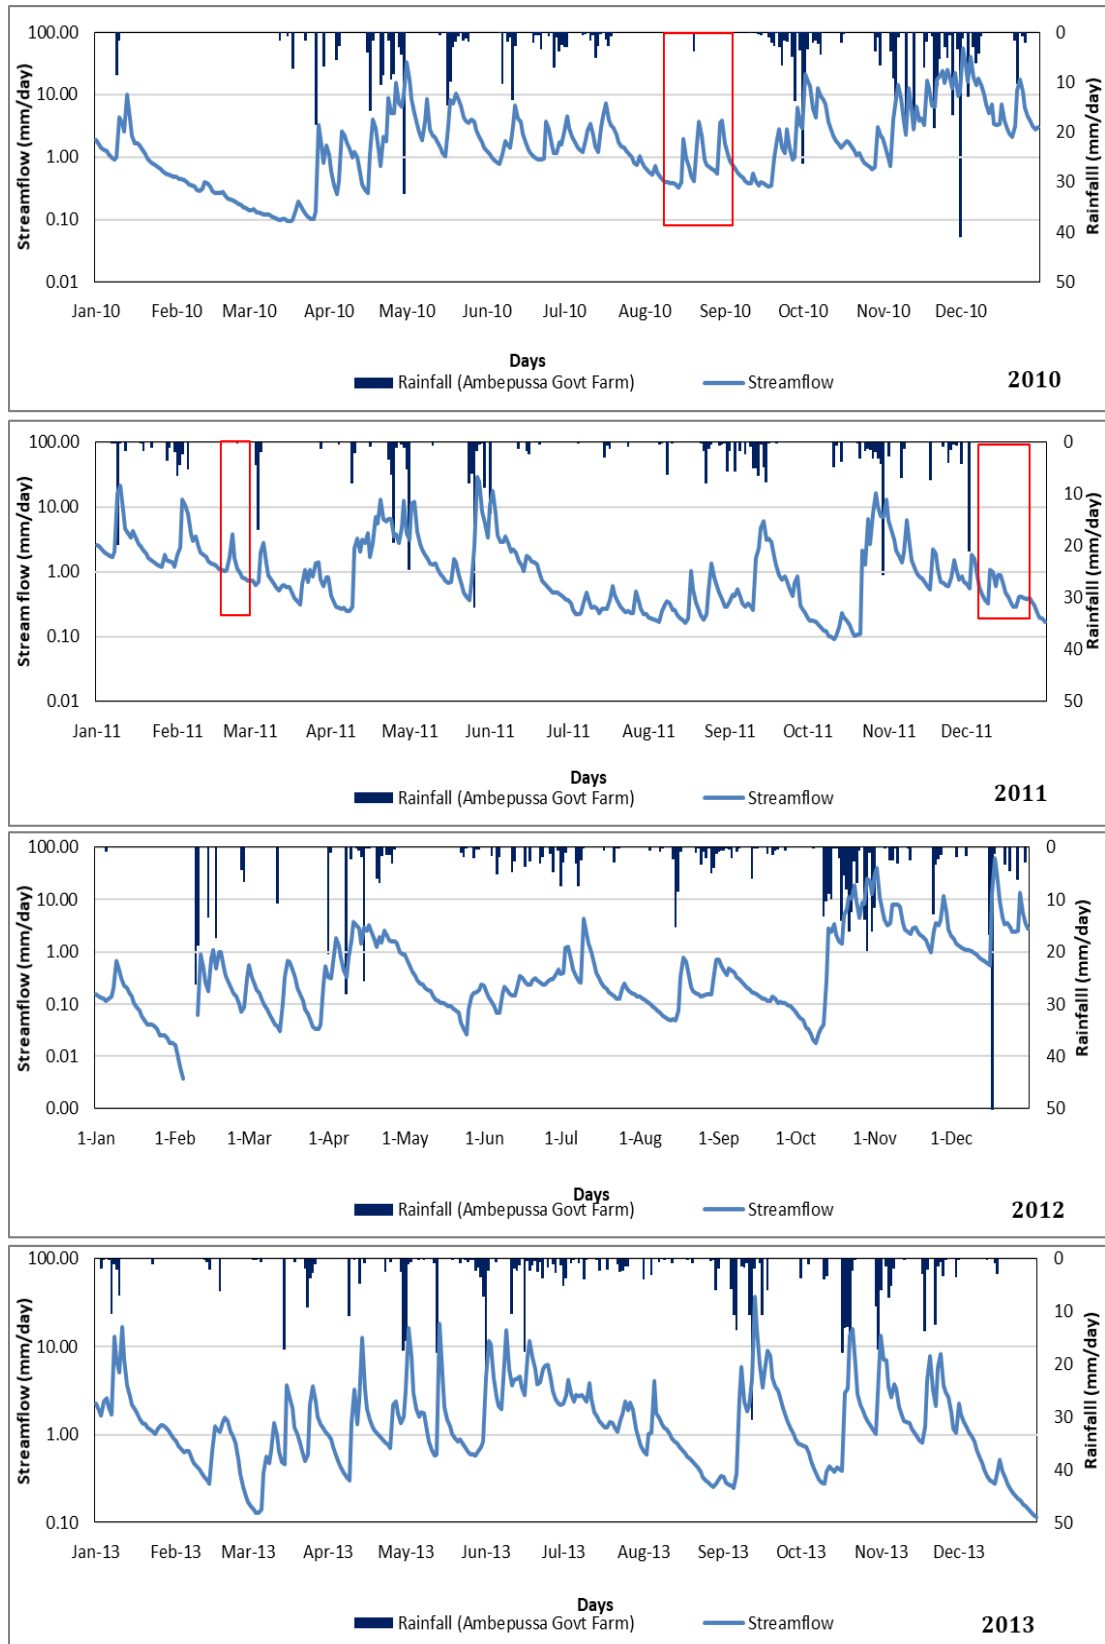 100.00 0
10.00 10
1.00 20
30
0.10 40
0.01 50
Streamflow (mm/day)
Rainfalll (mm/day)
Jan-10 Feb-10 Mar-10 Apr-10 May-10 Jun-10 Jul-10 Aug-10 Sep-10 Oct-10 Nov-10 Dec-10
Days
Rainfall (Ambepussa Govt Farm) Streamflow 2010
100.00 0
10.00 10
20
1.00 30
0.10 40
0.01 50
Stream flow (mm/day)
Rainfalll (mm/day)
Jan-11 Feb-11 Mar-11 Apr-11 May-11 Jun-11 Jul-11 Aug-11 Sep-11 Oct-11 Nov-11 Dec-11
Days
Rainfall (Ambepussa Govt Farm) Streamflow 2011
100.00 0
10.00 10
1.00 20
0.10 30
0.01 40
0.00 50
Streamflow (mm/day)
Rainfalll (mm/day)
1-Jan 1-Feb 1-Mar 1-Apr 1-May 1-Jun 1-Jul 1-Aug 1-Sep 1-Oct 1-Nov 1-Dec
Days
Rainfall (Ambepussa Govt Farm) Streamflow 2012
100.00 0
10.00 10
20
1.00 30
40
0.10 50
Streamflow (mm/day)
Rainfalll (mm/day)
Jan-13 Feb-13 Mar-13 Apr-13 May-13 Jun-13 Jul-13 Aug-13 Sep-13 Oct-13 Nov-13 Dec-13
Days
Rainfall (Ambepussa Govt Farm) Streamflow 2013